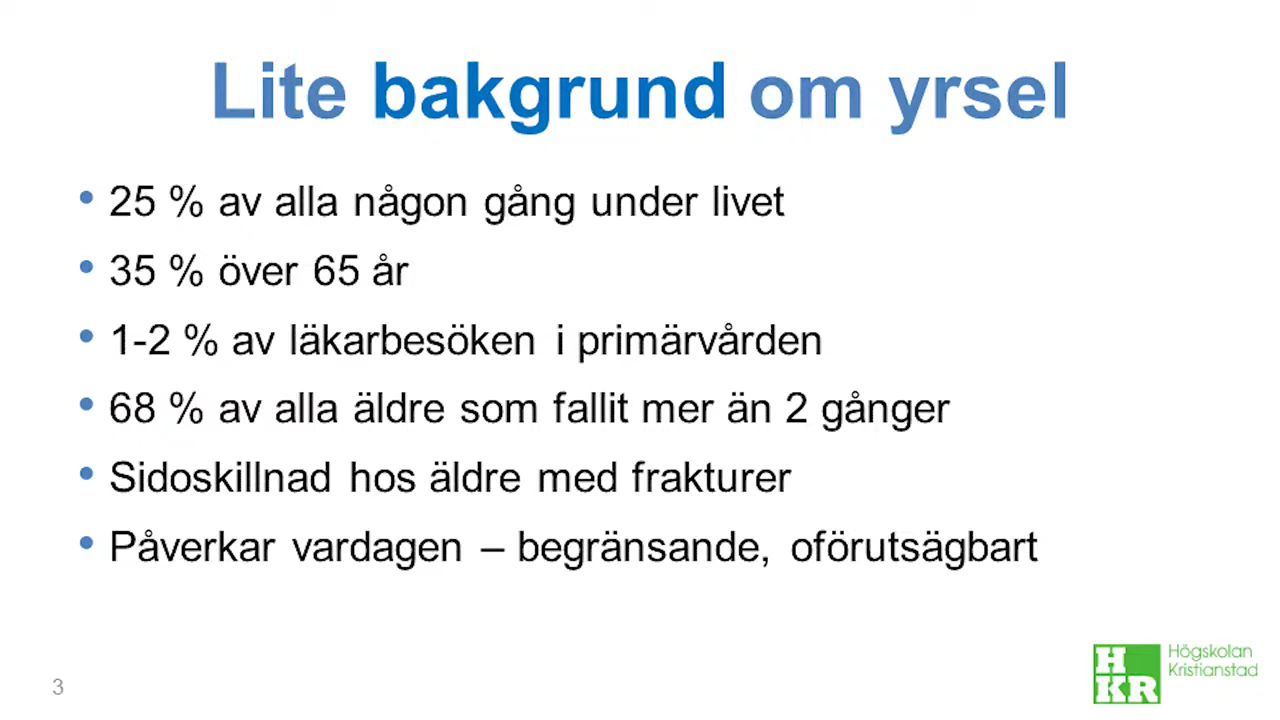 Lite bakgrund om yrsel
• 25 % av alla någon gång under livet
• 35 % över 65 år
• 1-2 % av läkarbesöken i primärvården
• 68 % av alla äldre som fallit mer än 2 gånger
• Sidoskillnad hos äldre med frakturer
• Påverkar vardagen – begränsande, oförutsägbart
3
H
KR
Högskolan
Kristianstad